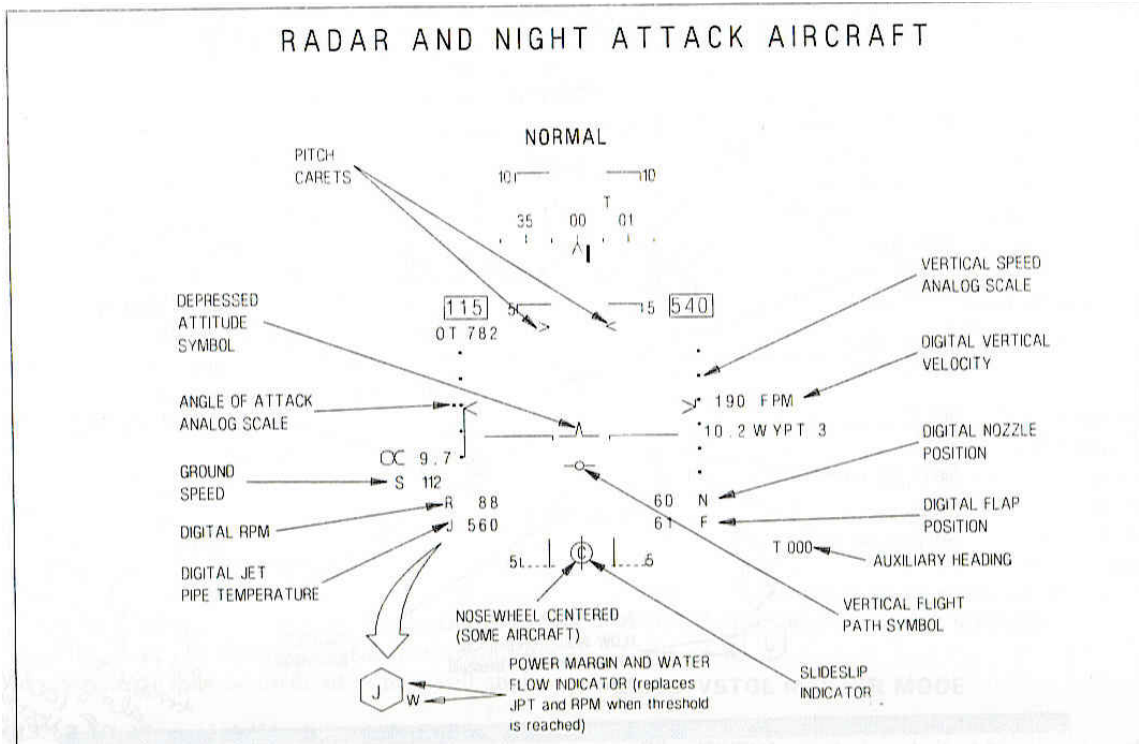 RADAR AND NIGHT ATTACK AIRCRAFT
NORMAL
PITCH
CARETS
10 10
T
35 00 01
VERTICAL SPEED
ANALOG SCALE
DEPRESSED
ATTITUDE
SYMBOL
115 5 5 540
OT 782
DIGITAL VERTICAL
VELOCITY
ANGLE OF ATTACK
ANALOG SCALE
190 FPM
10.2 WYPT 3
DIGITAL NOZZLE
POSITION
α 9.7
GROUND
SPEED
S 112
R 88
60 N
DIGITAL FLAP
POSITION
DIGITAL RPM
J 560
61 F
T 000
AUXILIARY HEADING
5 C 5
DIGITAL JET
PIPE TEMPERATURE
NOSEWHEEL CENTERED
(SOME AIRCRAFT)
VERTICAL FLIGHT
PATH SYMBOL
POWER MARGIN AND WATER
FLOW INDICATOR (replaces
JPT and RPM when threshold
is reached)
J W
SLIDESLIP
INDICATOR